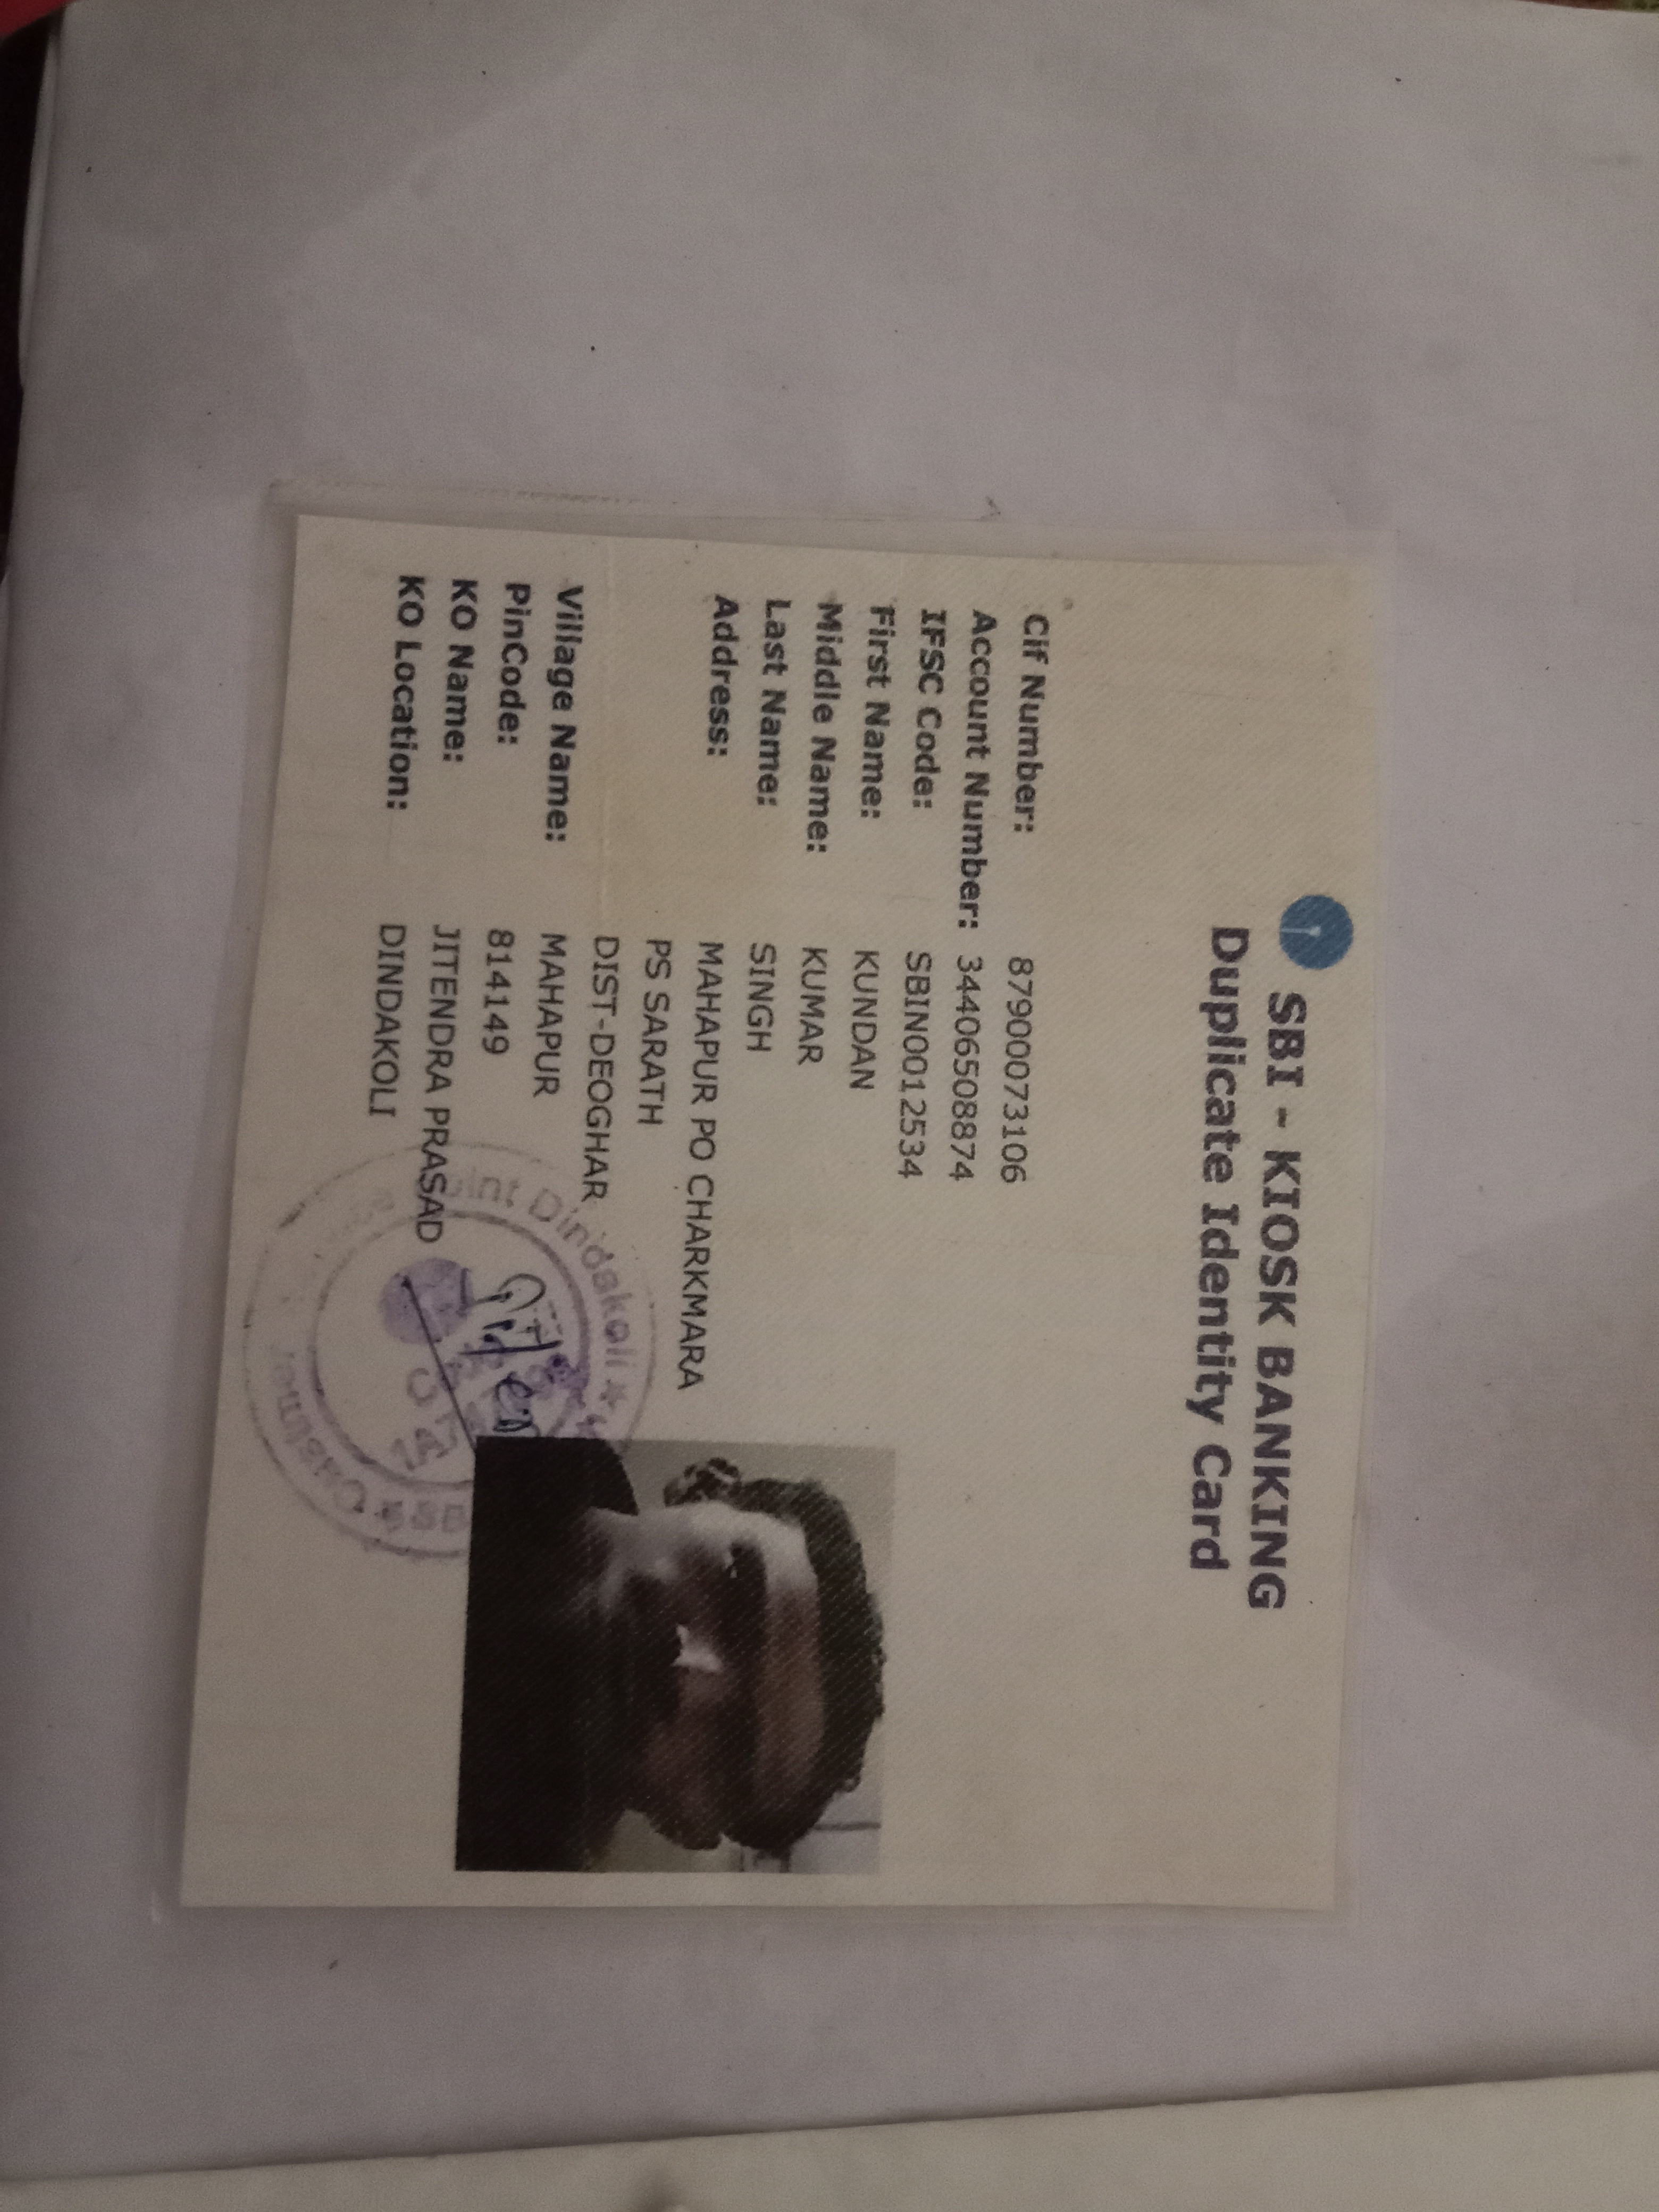 SBI - KIOSK BANKING
Duplicate Identity Card
Cif Number: 87900073106
Account Number: 34406508874
IFSC Code: SBIN0012534
First Name: KUNDAN
Middle Name: KUMAR
Last Name: SINGH
Address: MAHAPUR PO CHARKMARA
PS SARATH
DIST-DEOGHAR
Village Name: MAHAPUR
PinCode: 814149
KO Name: JITENDRA PRASAD
KO Location: DINDAKOLI
Dindakoli